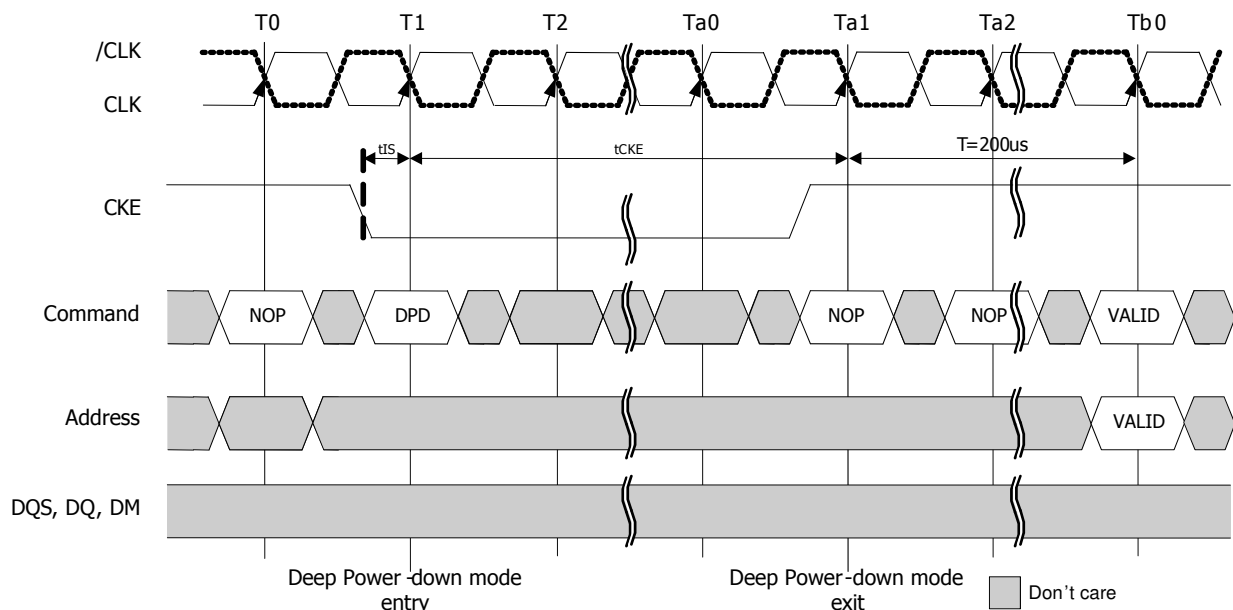 T0 T1 T2 Ta0 Ta1 Ta2 Tb0
/CLK
CLK
tIS tCKE T=200us
CKE
Command NOP DPD NOP NOP VALID
Address VALID
DQS, DQ, DM
Deep Power-down mode
entry
Deep Power-down mode
exit
Don't care